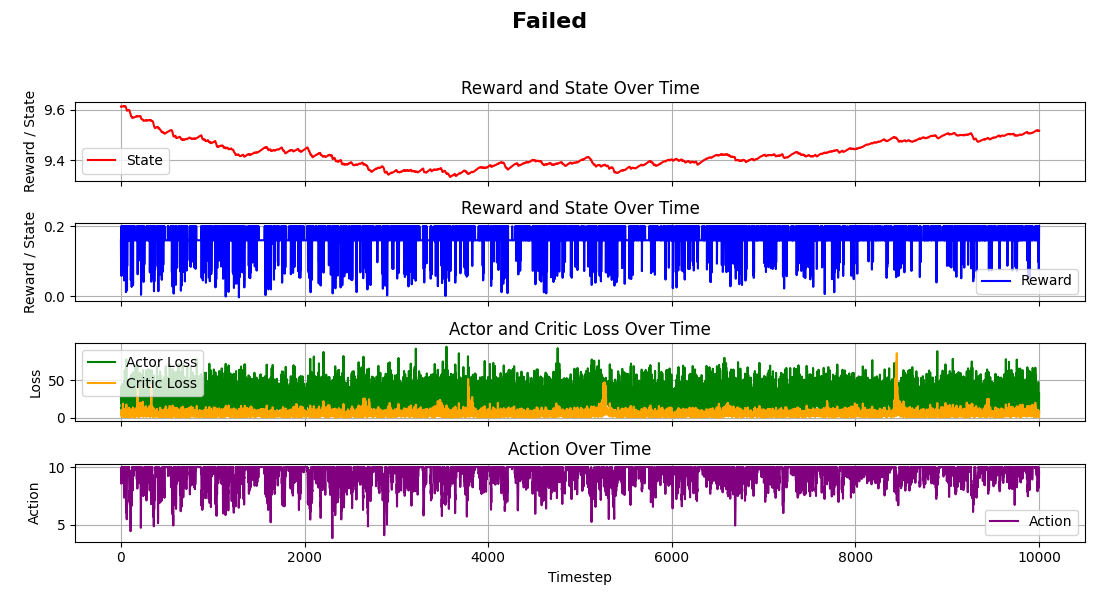 Failed
Reward and State Over Time
Reward / State
9.6
9.4
State
Reward and State Over Time
Reward / State
0.2
0.0
Reward
Actor and Critic Loss Over Time
Loss
50
0
Actor Loss
Critic Loss
Action Over Time
Action
10
5
Action
0 2000 4000 6000 8000 10000
Timestep